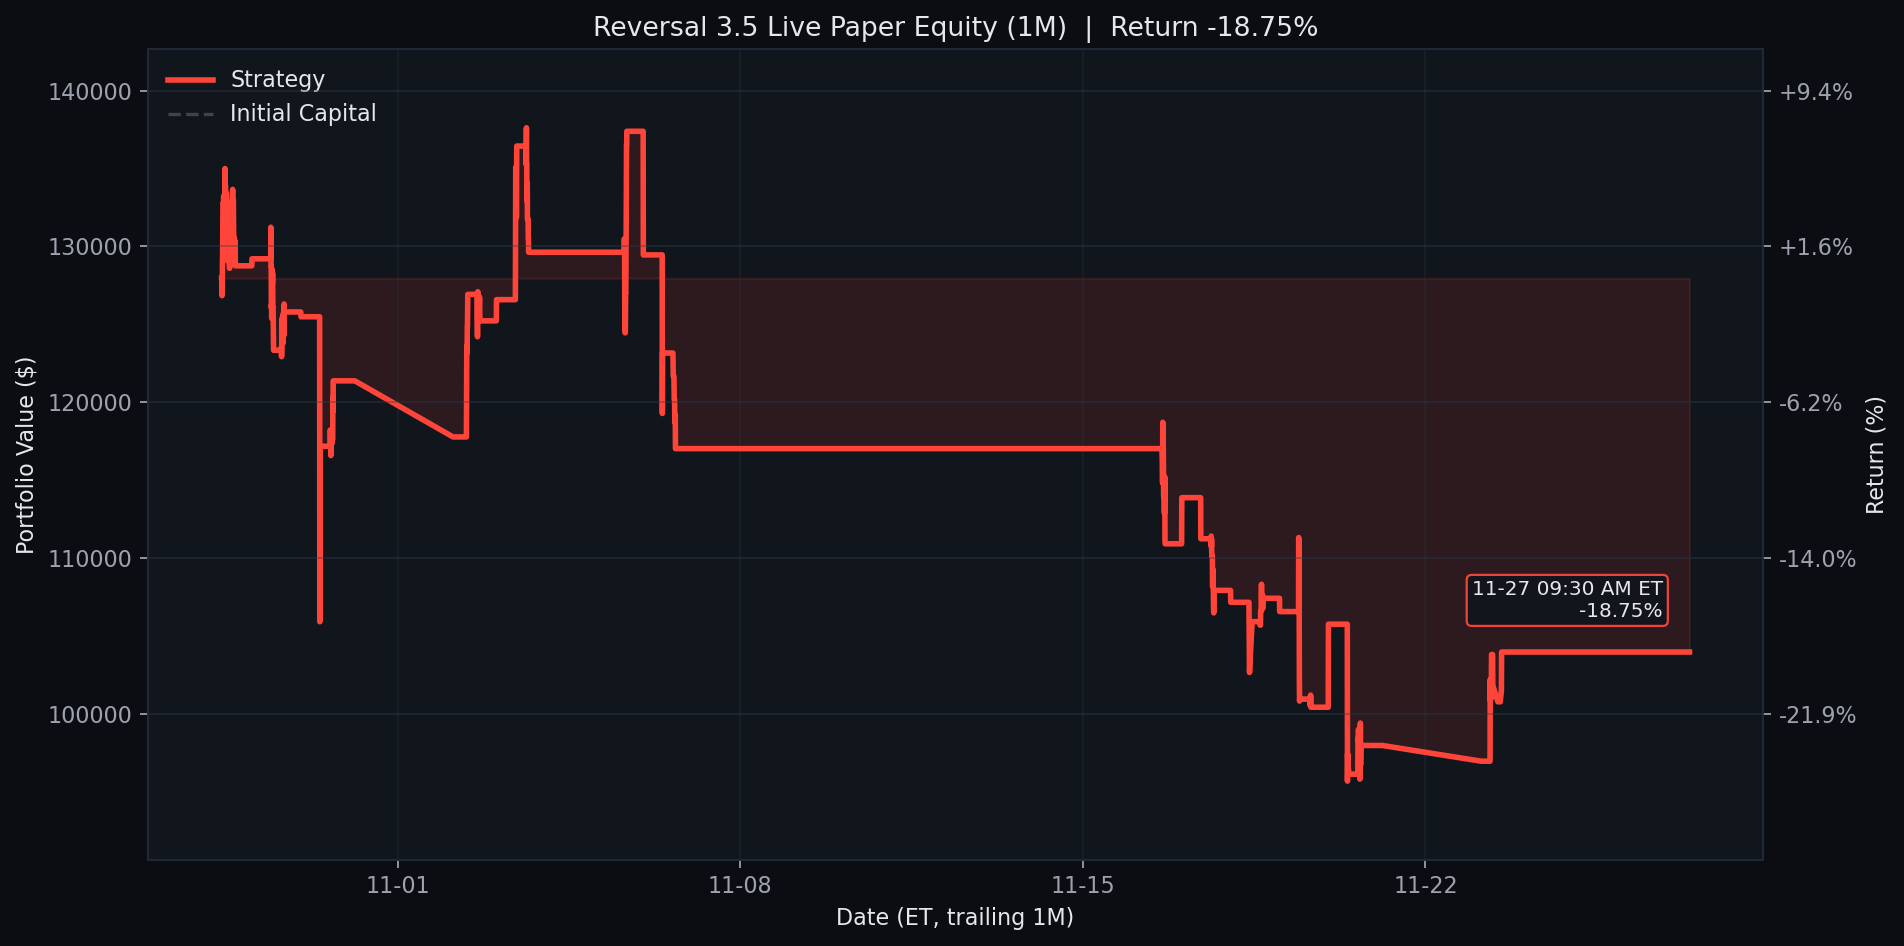 Reversal 3.5 Live Paper Equity (1M)  |  Return -18.75%
Strategy
Initial Capital
140000
130000
120000
110000
100000
Portfolio Value ($)
+9.4%
+1.6%
-6.2%
-14.0%
-21.9%
Return (%)
11-27 09:30 AM ET
-18.75%
11-01
11-08
11-15
11-22
Date (ET, trailing 1M)